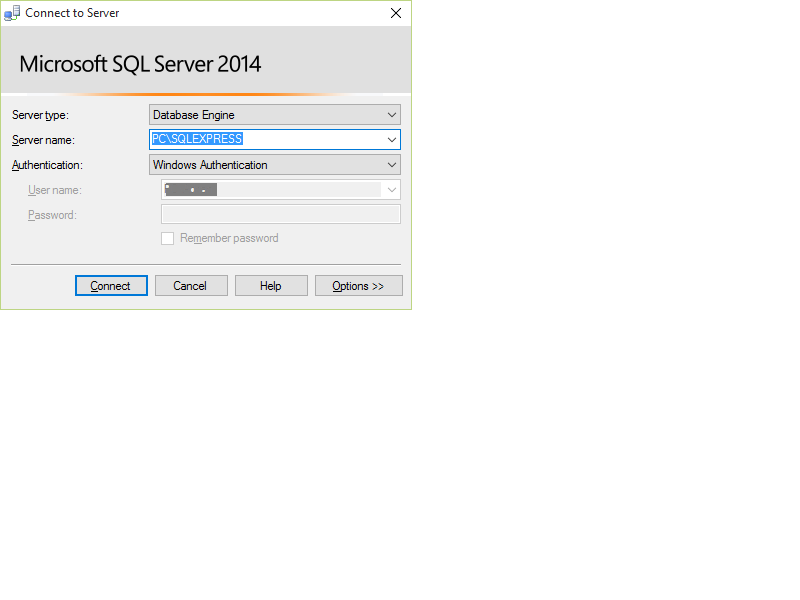 Connect to Server
Microsoft SQL Server 2014
Server type: Database Engine
Server name: PC\SQLEXPRESS
Authentication: Windows Authentication
User name:
Password:
Remember password
Connect Cancel Help Options >>